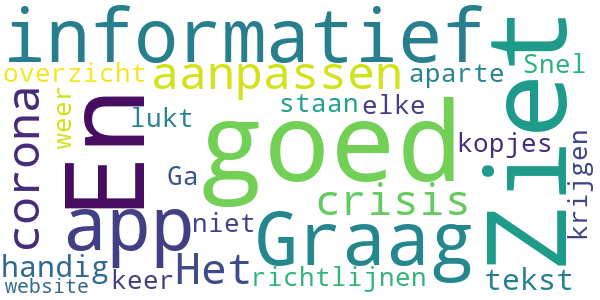 informatief
Ziet
Snel
overzicht
aanpassen
aparte
corona
weer
En
lukt
staan
elke
goed
kopjes
krijgen
Ga
crisis
app
niet
Graag
handig
Het
website
keer
richtlijnen
tekst